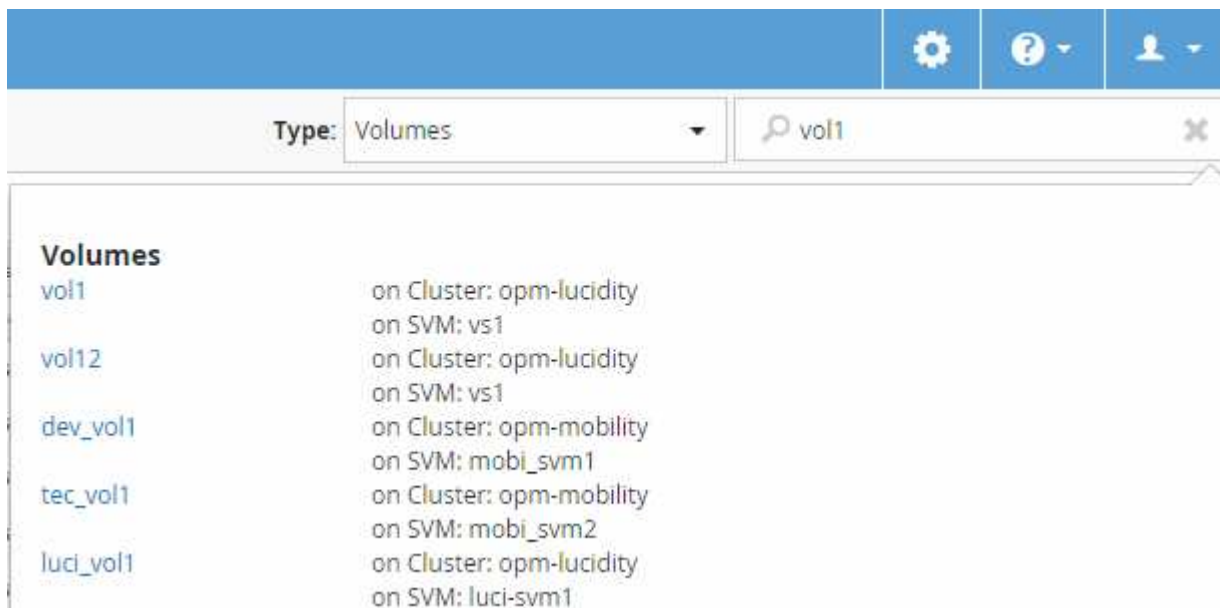 Type: Volumes vol1
Volumes
vol1 on Cluster: opm-lucidity
on SVM: vs1
vol12 on Cluster: opm-lucidity
on SVM: vs1
dev_vol1 on Cluster: opm-mobility
on SVM: mobi_svm1
tec_vol1 on Cluster: opm-mobility
on SVM: mobi_svm2
luci_vol1 on Cluster: opm-lucidity
on SVM: luci-svm1